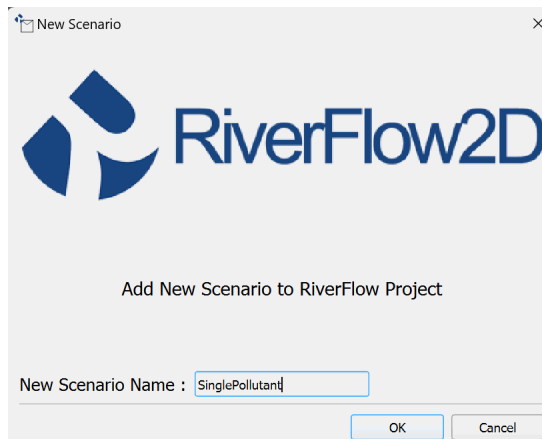 New Scenario
RiverFlow2D
Add New Scenario to RiverFlow Project
New Scenario Name : SinglePollutant
OK Cancel